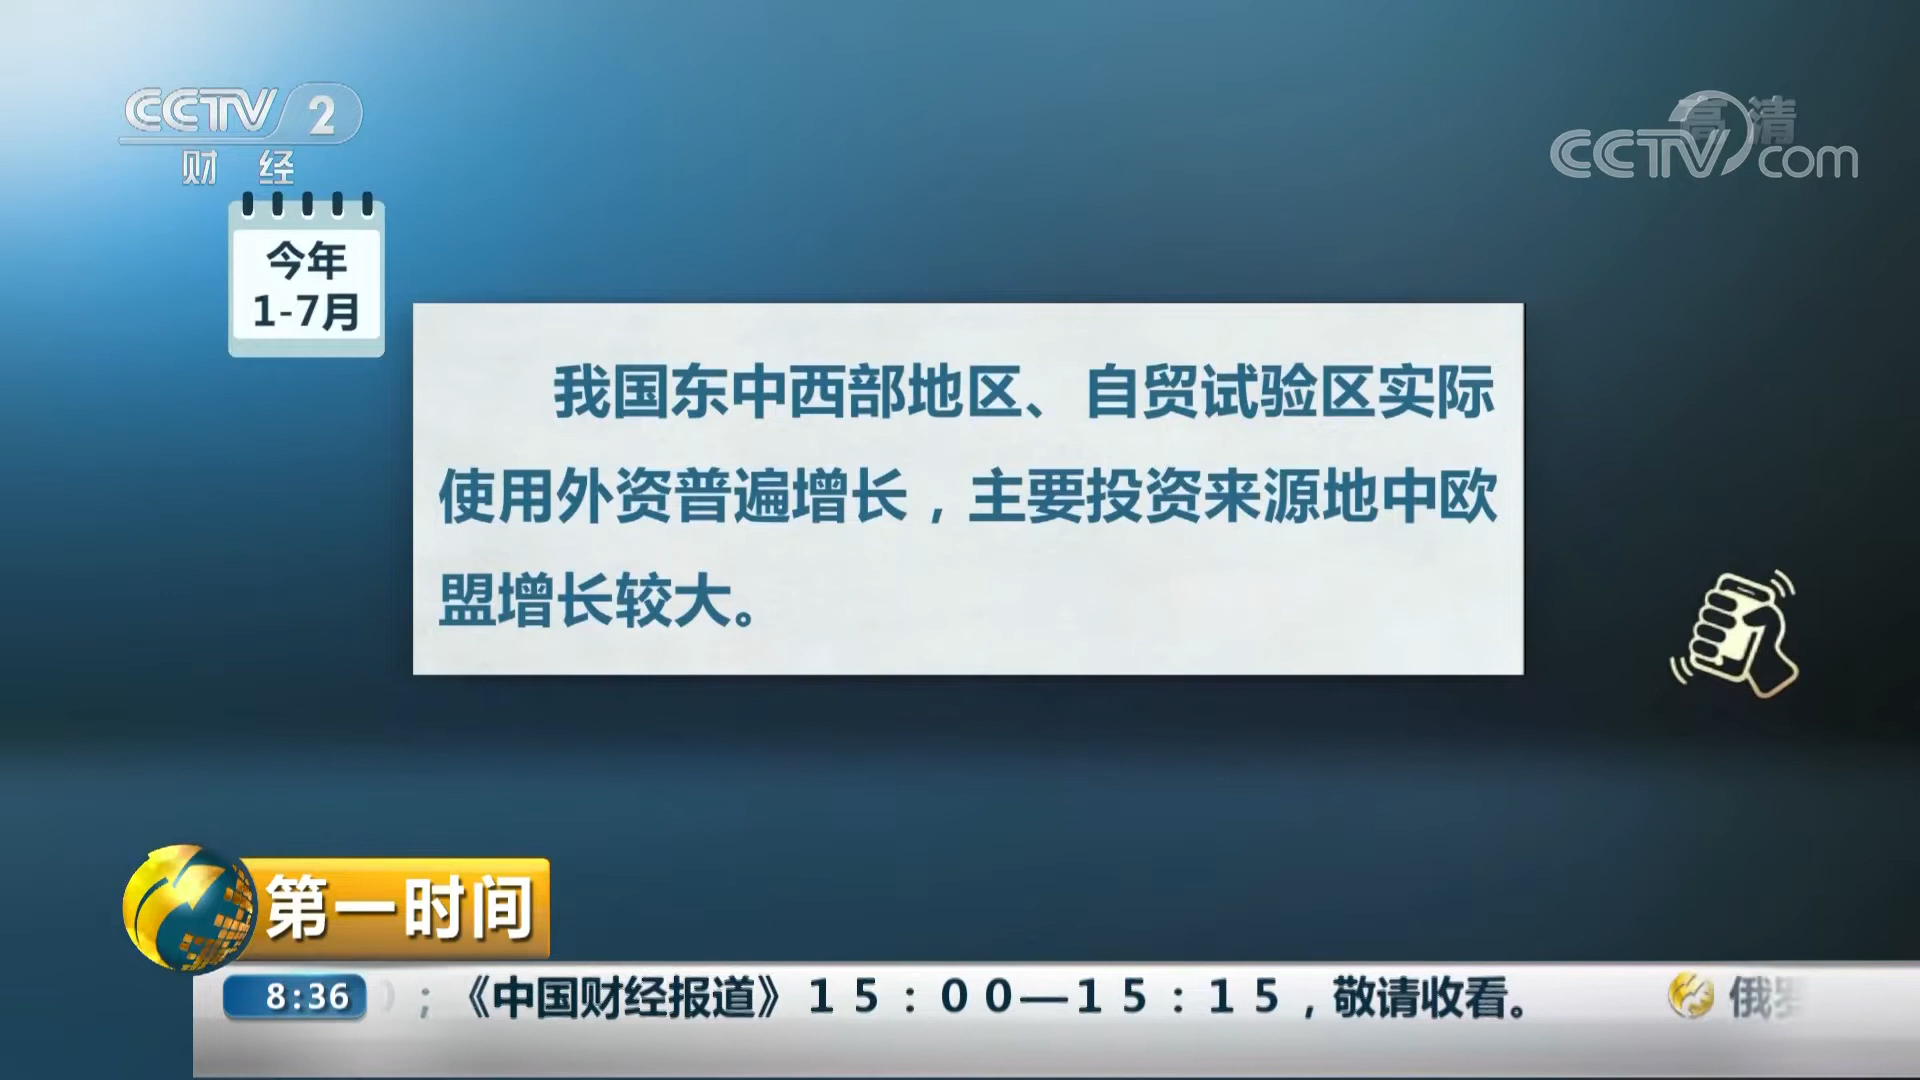 CCTV 2
财 经
高清
CCTV com
今年
1-7月
我国东中西部地区、自贸试验区实际
使用外资普遍增长，主要投资来源地中欧
盟增长较大。
第一时间
8:36
）；《中国财经报道》15：00—15：15，敬请收看。
俄罗